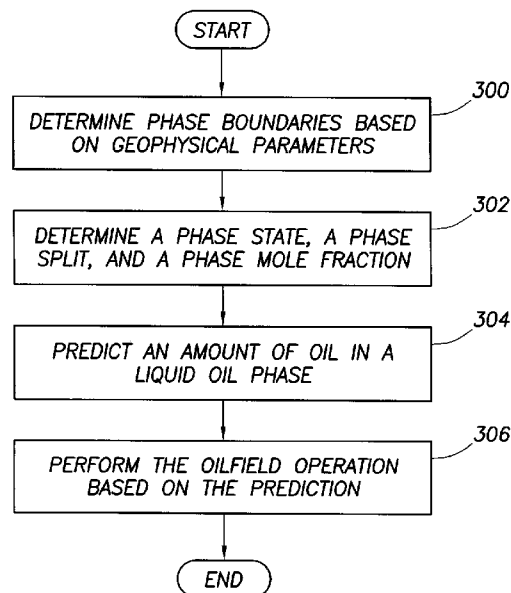 START
300
DETERMINE PHASE BOUNDARIES BASED
ON GEOPHYSICAL PARAMETERS
302
DETERMINE A PHASE STATE, A PHASE
SPLIT, AND A PHASE MOLE FRACTION
304
PREDICT AN AMOUNT OF OIL IN A
LIQUID OIL PHASE
306
PERFORM THE OILFIELD OPERATION
BASED ON THE PREDICTION
END